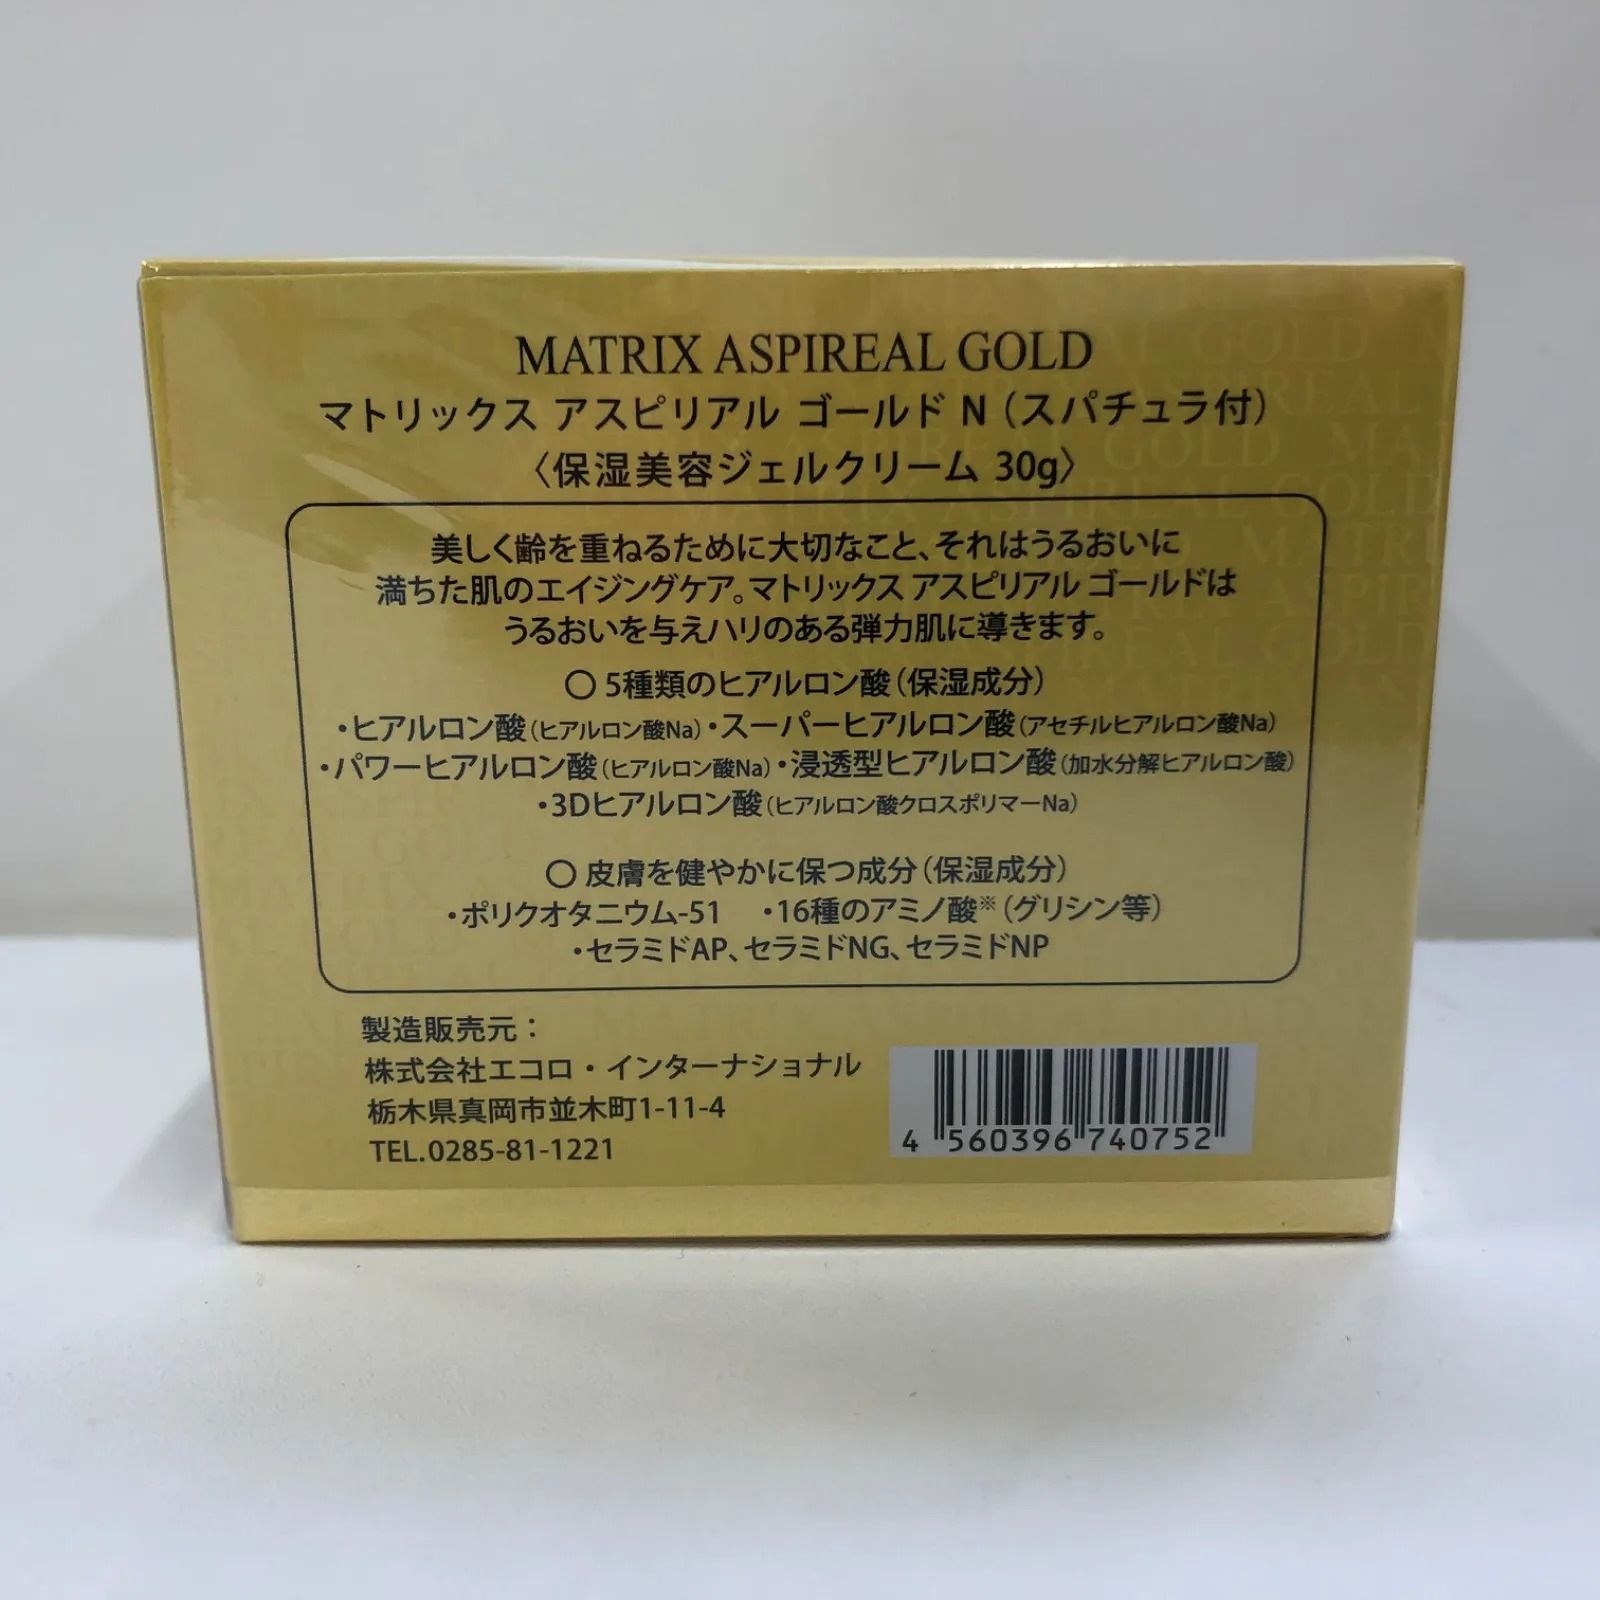 MATRIX ASPIREAL GOLD
マトリックス アスピリアル ゴールド N（スパチュラ付）
〈保湿美容ジェルクリーム 30g〉
美しく齢を重ねるために大切なこと、それはうるおいに
満ちた肌のエイジングケア。マトリックス アスピリアル ゴールドは
うるおいを与えハリのある弾力肌に導きます。
○ 5種類のヒアルロン酸（保湿成分）
・ヒアルロン酸（ヒアルロン酸Na）・スーパーヒアルロン酸（アセチルヒアルロン酸Na）
・パワーヒアルロン酸（ヒアルロン酸Na）・浸透型ヒアルロン酸（加水分解ヒアルロン酸）
・3Dヒアルロン酸（ヒアルロン酸クロスポリマーNa）
○ 皮膚を健やかに保つ成分（保湿成分）
・ポリクオタニウム-51 ・16種のアミノ酸※（グリシン等）
・セラミドAP、セラミドNG、セラミドNP
製造販売元：
株式会社エコロ・インターナショナル
栃木県真岡市並木町1-11-4
TEL.0285-81-1221
4 560396 740752